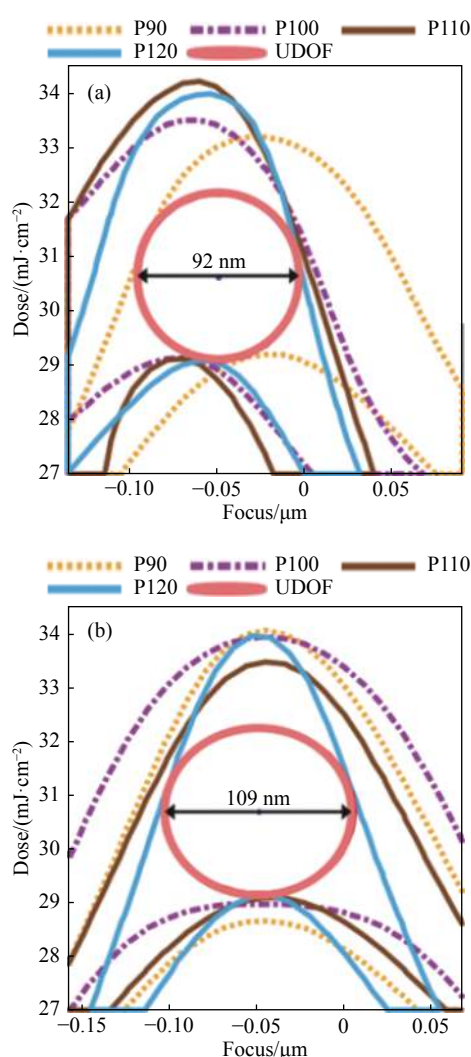 P90 P100 P110
P120 UDOF
(a)
34
33
32
31
30
29
28
27
Dose/(mJ·cm⁻²)
92 nm
−0.10 −0.05 0 0.05
Focus/μm
P90 P100 P110
P120 UDOF
(b)
34
33
32
31
30
29
28
27
Dose/(mJ·cm⁻²)
109 nm
−0.15 −0.10 −0.05 0 0.05
Focus/μm